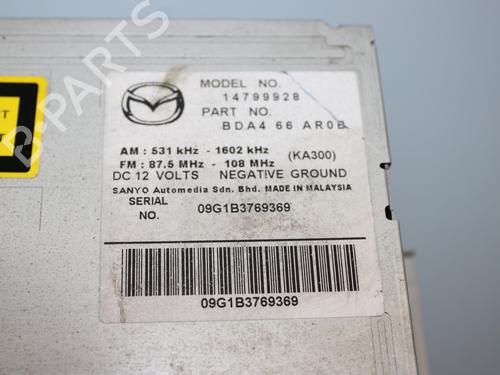 MODEL NO.
14799928
PART NO.
BDA4 66 AR0B
AM : 531 kHz - 1602 kHz
(KA300)
FM : 87.5 MHz - 108 MHz
DC 12 VOLTS NEGATIVE GROUND
SANYO Automedia Sdn. Bhd. MADE IN MALAYSIA
SERIAL
NO.
09G1B3769369
09G1B3769369
B-PARTS